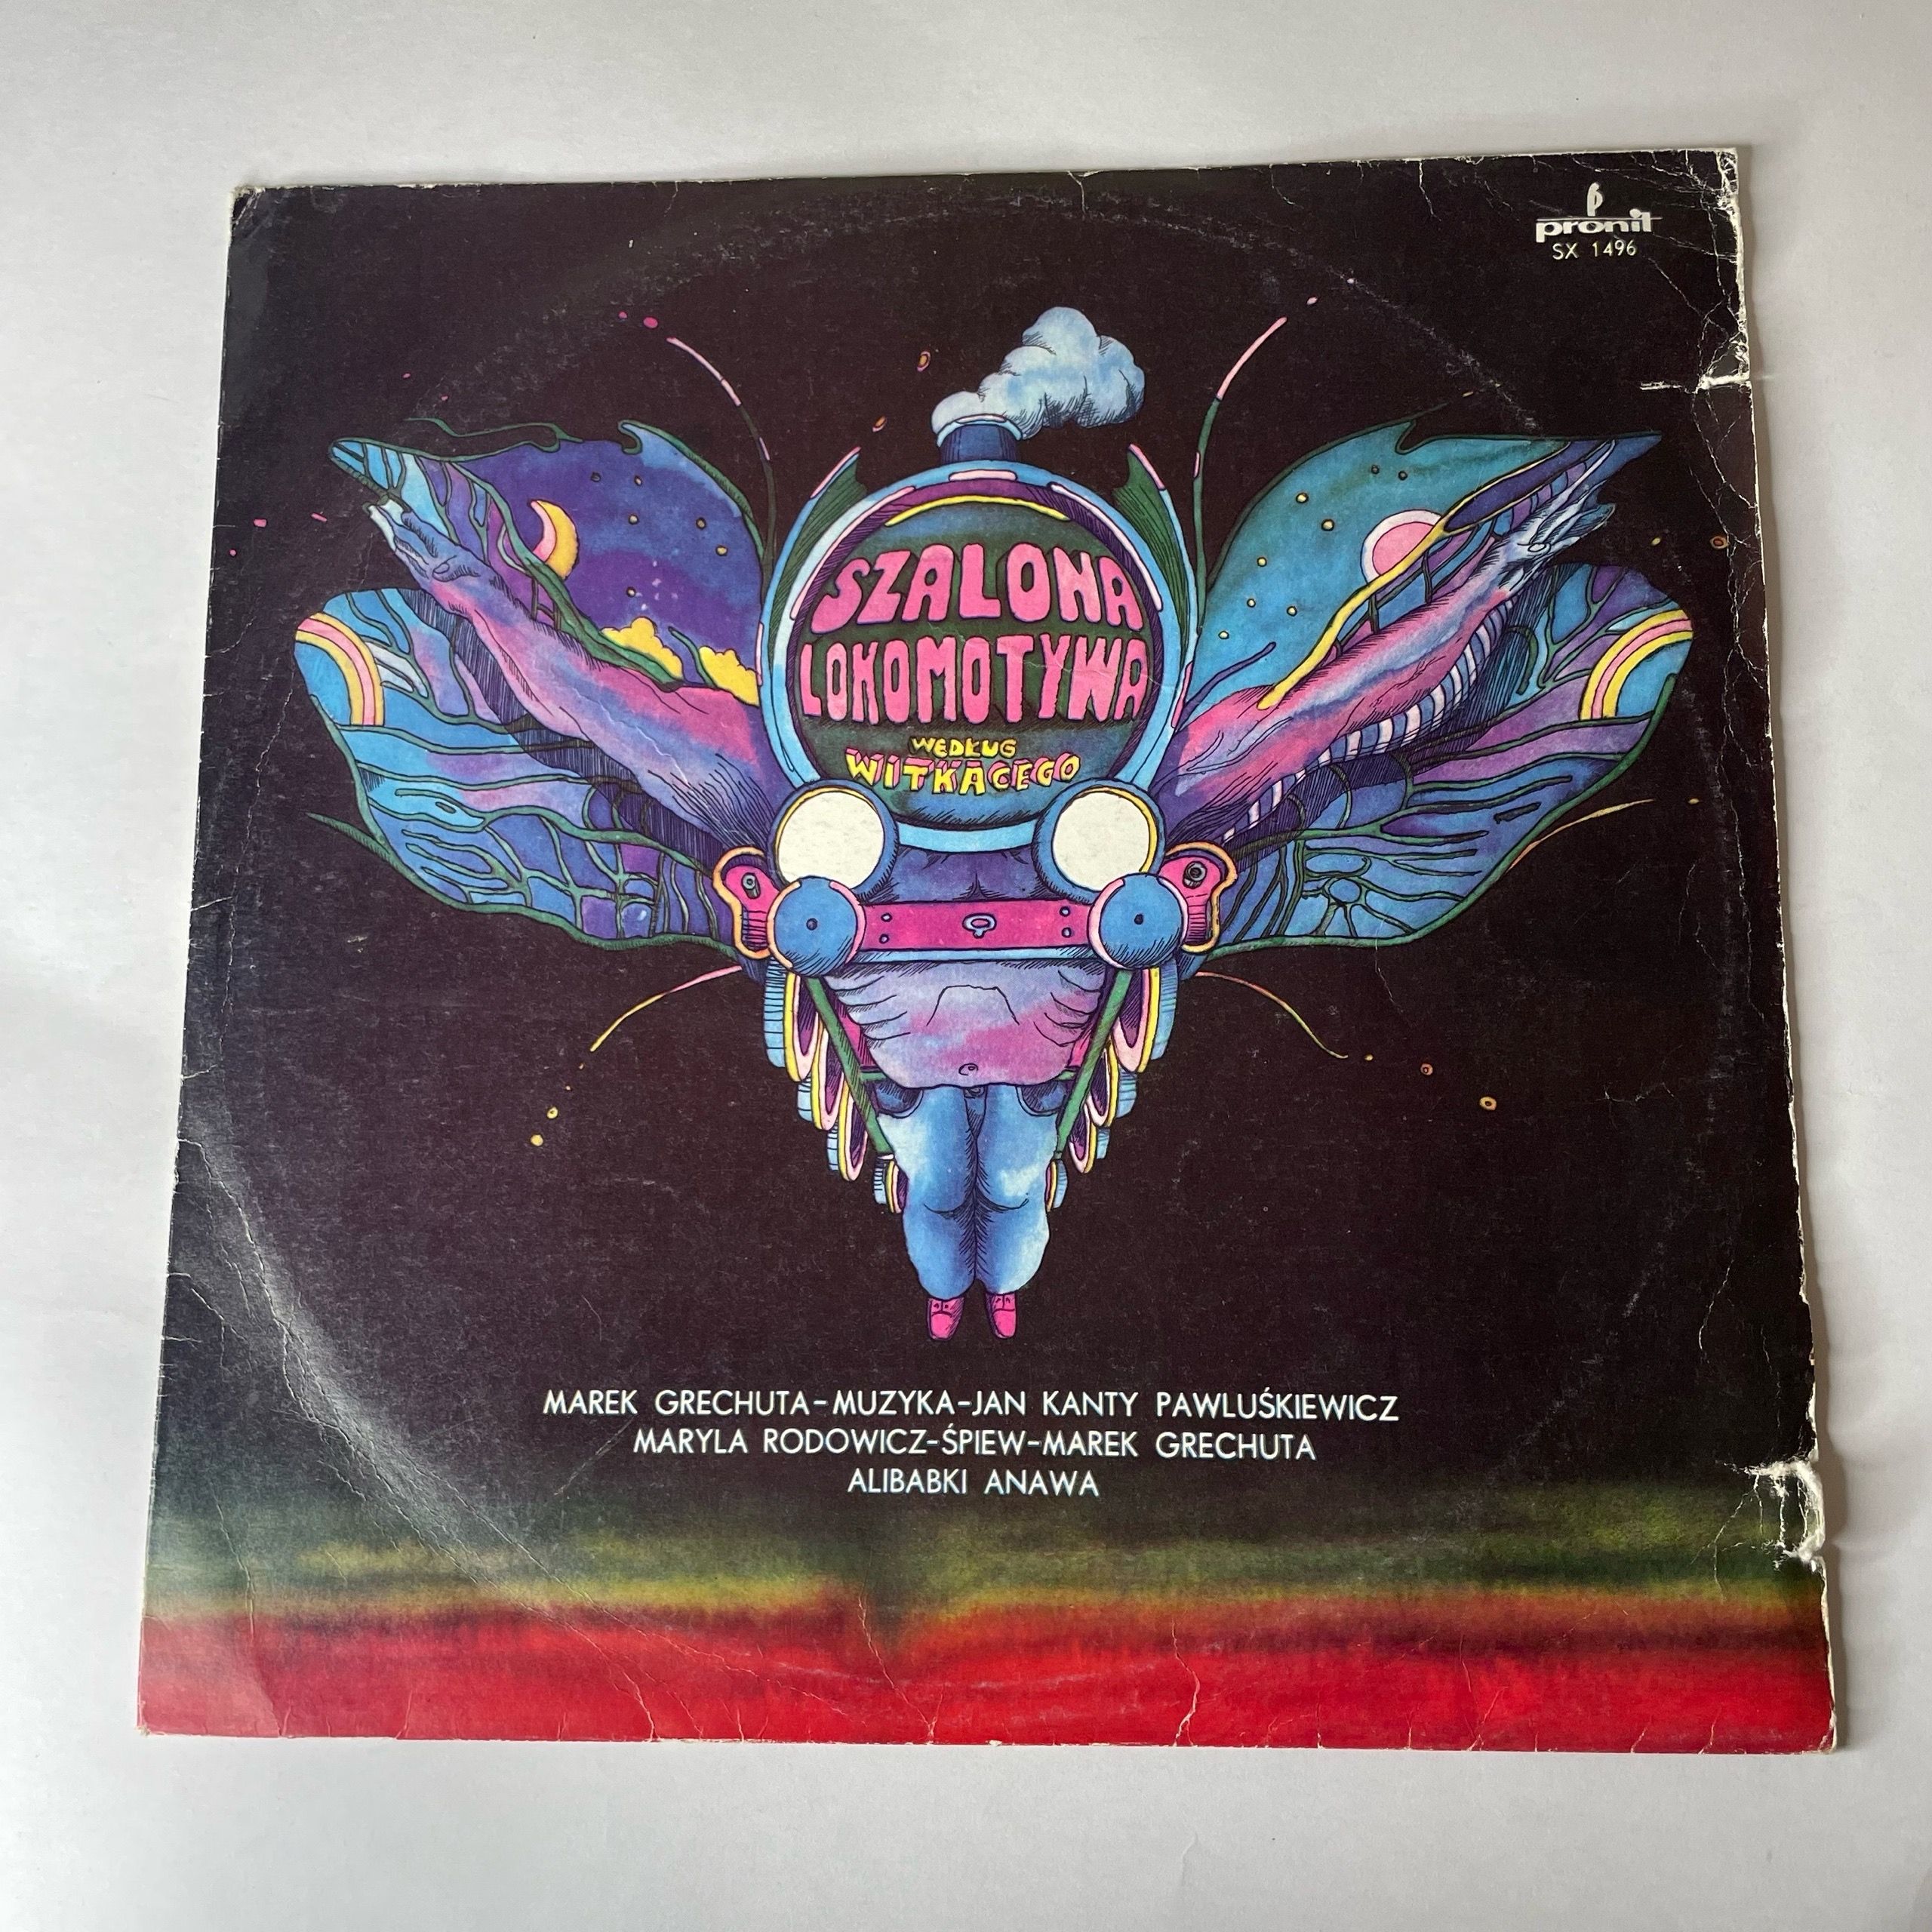 pronit
SX 1496
SZALONA
LOKOMOTYWA
WEDŁUG
WITKACEGO
MAREK GRECHUTA-MUZYKA-JAN KANTY PAWLUŚKIEWICZ
MARYLA RODOWICZ-ŚPIEW-MAREK GRECHUTA
ALIBABKI ANAWA